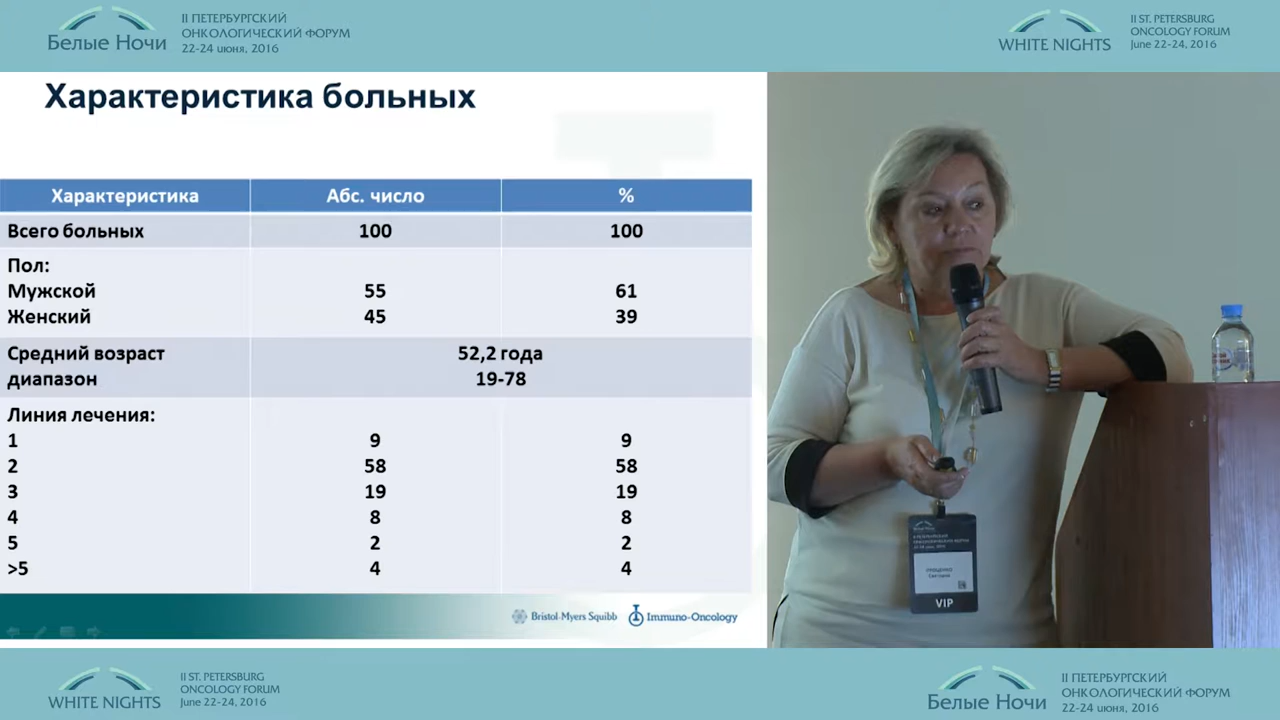 Белые Ночи
II ПЕТЕРБУРГСКИЙ
ОНКОЛОГИЧЕСКИЙ ФОРУМ
22-24 июня, 2016
WHITE NIGHTS
II ST. PETERSBURG
ONCOLOGY FORUM
June 22-24, 2016
Характеристика больных
Характеристика Абс. число %
Всего больных 100 100
Пол:
Мужской 55 61
Женский 45 39
Средний возраст 52,2 года
диапазон 19-78
Линия лечения:
1 9 9
2 58 58
3 19 19
4 8 8
5 2 2
>5 4 4
Bristol-Myers Squibb Immuno-Oncology
Белые Ночи
Светлана
VIP
WHITE NIGHTS
II ST. PETERSBURG
ONCOLOGY FORUM
June 22-24, 2016
Белые Ночи
II ПЕТЕРБУРГСКИЙ
ОНКОЛОГИЧЕСКИЙ ФОРУМ
22-24 июня, 2016